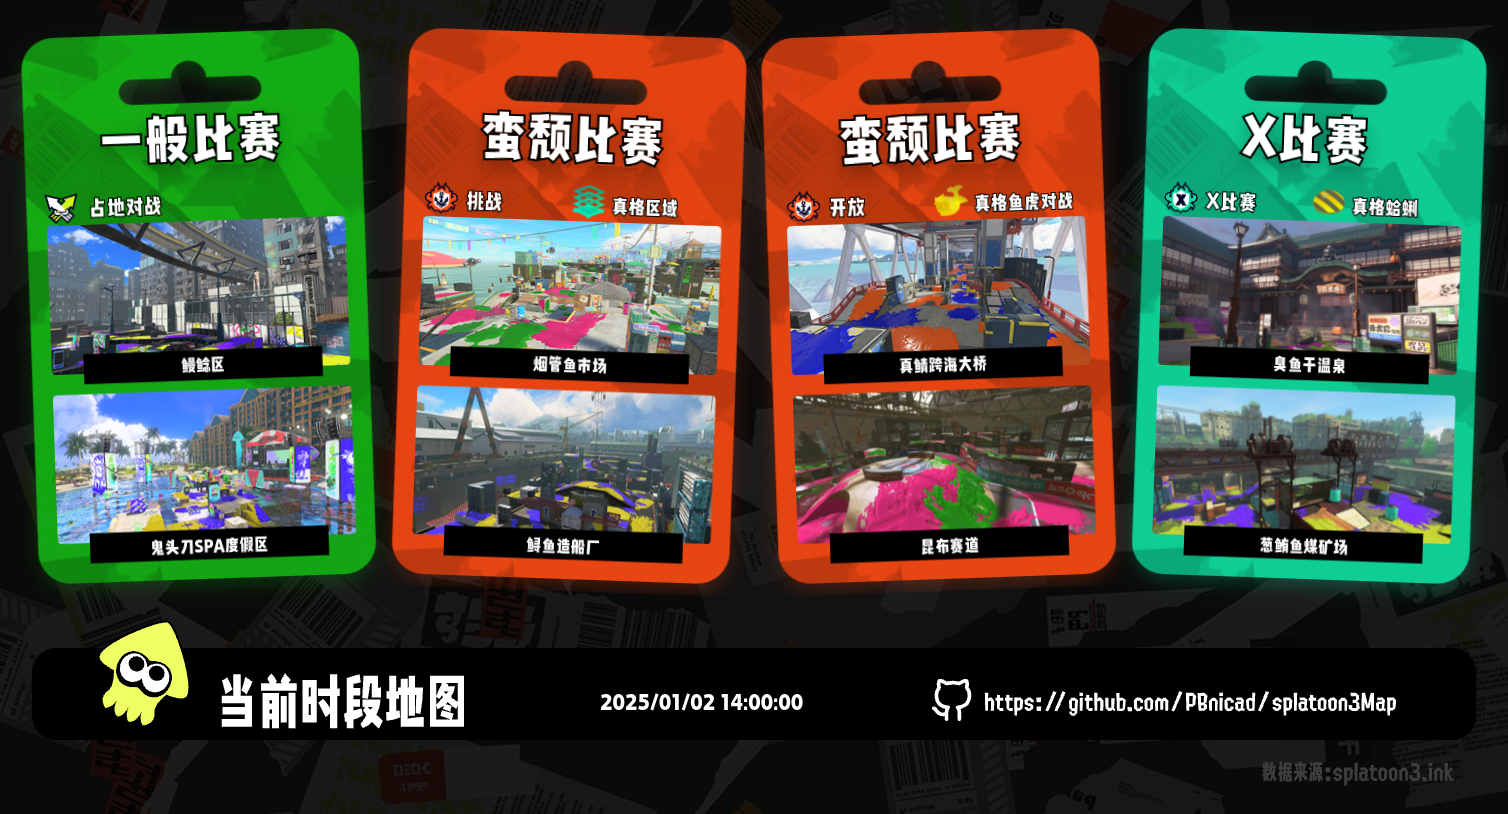 一般比赛
占地对战
鳗鲶区
鬼头刀SPA度假区
蛮颓比赛
挑战
真格区域
烟管鱼市场
鲟鱼造船厂
蛮颓比赛
开放
真格鱼虎对战
真鲭跨海大桥
昆布赛道
X比赛
X比赛
真格蛤蜊
臭鱼干温泉
葱鲔鱼煤矿场
当前时段地图
2025/01/02 14:00:00
https://github.com/PBnicad/splatoon3Map
数据来源:splatoon3.ink